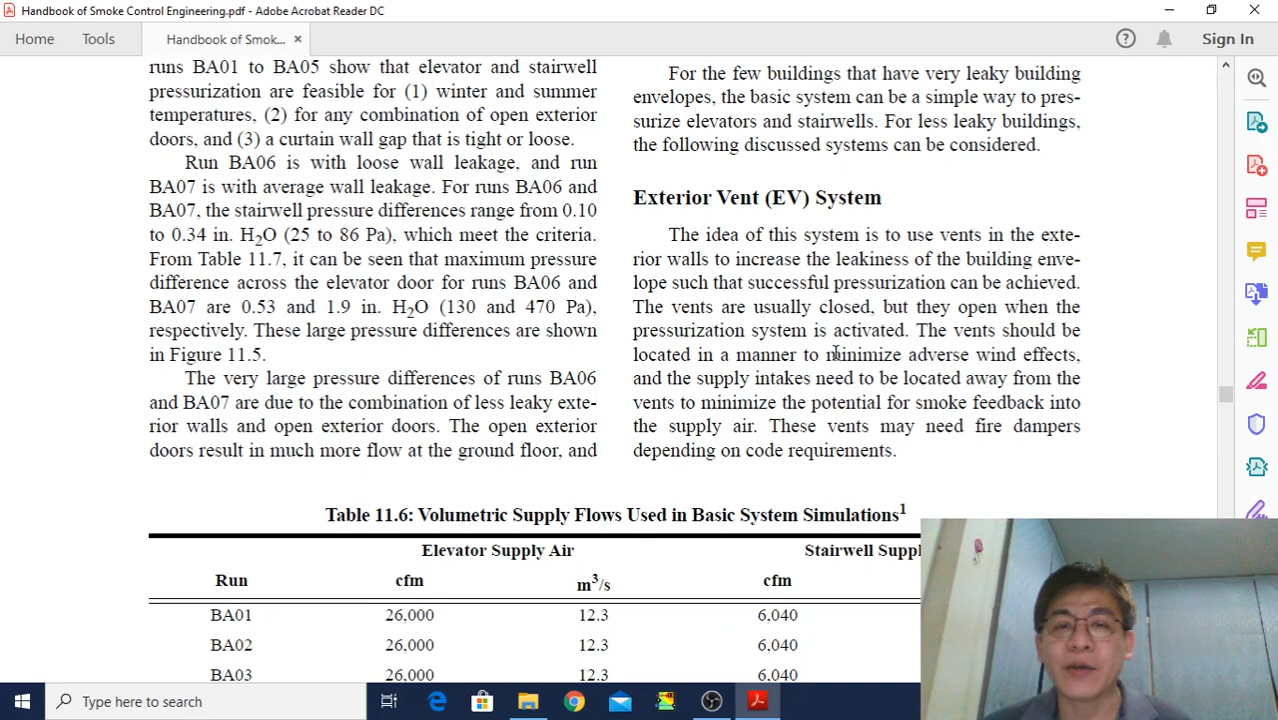 Handbook of Smoke Control Engineering.pdf - Adobe Acrobat Reader DC
Home
Tools
Handbook of Smok...
Sign In
runs BA01 to BA05 show that elevator and stairwell
pressurization are feasible for (1) winter and summer
temperatures, (2) for any combination of open exterior
doors, and (3) a curtain wall gap that is tight or loose.
Run BA06 is with loose wall leakage, and run
BA07 is with average wall leakage. For runs BA06 and
BA07, the stairwell pressure differences range from 0.10
to 0.34 in. H2O (25 to 86 Pa), which meet the criteria.
From Table 11.7, it can be seen that maximum pressure
difference across the elevator door for runs BA06 and
BA07 are 0.53 and 1.9 in. H2O (130 and 470 Pa),
respectively. These large pressure differences are shown
in Figure 11.5.
The very large pressure differences of runs BA06
and BA07 are due to the combination of less leaky exte-
rior walls and open exterior doors. The open exterior
doors result in much more flow at the ground floor, and
For the few buildings that have very leaky building
envelopes, the basic system can be a simple way to pres-
surize elevators and stairwells. For less leaky buildings,
the following discussed systems can be considered.
Exterior Vent (EV) System
The idea of this system is to use vents in the exte-
rior walls to increase the leakiness of the building enve-
lope such that successful pressurization can be achieved.
The vents are usually closed, but they open when the
pressurization system is activated. The vents should be
located in a manner to minimize adverse wind effects,
and the supply intakes need to be located away from the
vents to minimize the potential for smoke feedback into
the supply air. These vents may need fire dampers
depending on code requirements.
Table 11.6: Volumetric Supply Flows Used in Basic System Simulations1
Elevator Supply Air
Stairwell Suppl
Run
cfm
m3/s
cfm
BA01
26,000
12.3
6,040
BA02
26,000
12.3
6,040
BA03
26,000
12.3
6,040
Type here to search